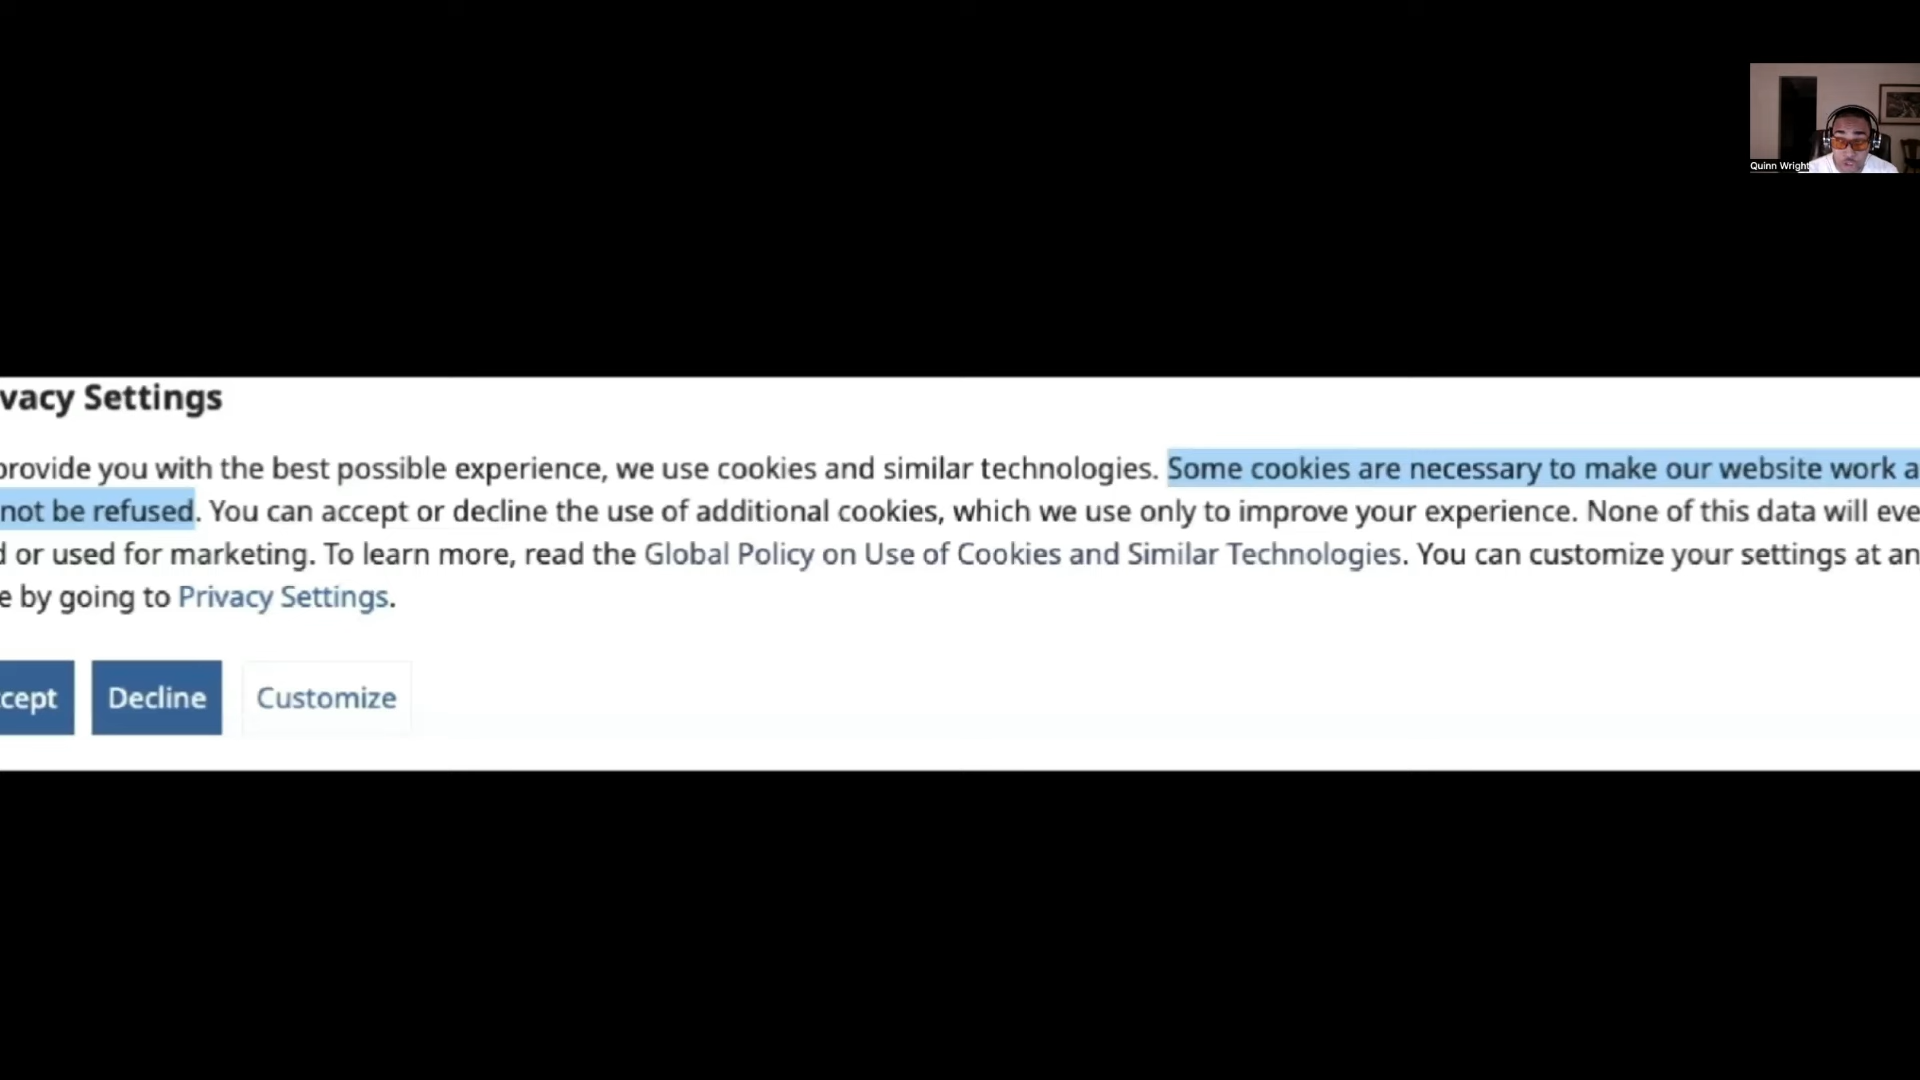 Quinn Wright
vacy Settings
provide you with the best possible experience, we use cookies and similar technologies. Some cookies are necessary to make our website work a
not be refused. You can accept or decline the use of additional cookies, which we use only to improve your experience. None of this data will eve
d or used for marketing. To learn more, read the Global Policy on Use of Cookies and Similar Technologies. You can customize your settings at an
e by going to Privacy Settings.
cept Decline Customize